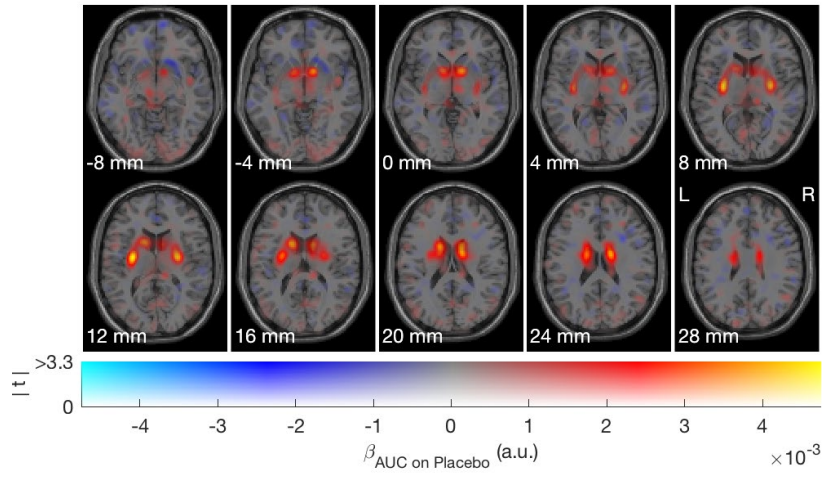 -8 mm
-4 mm
0 mm
4 mm
8 mm
L R
12 mm
16 mm
20 mm
24 mm
28 mm
| t |
>3.3
0
-4 -3 -2 -1 0 1 2 3 4
β_AUC on Placebo (a.u.)
×10⁻³